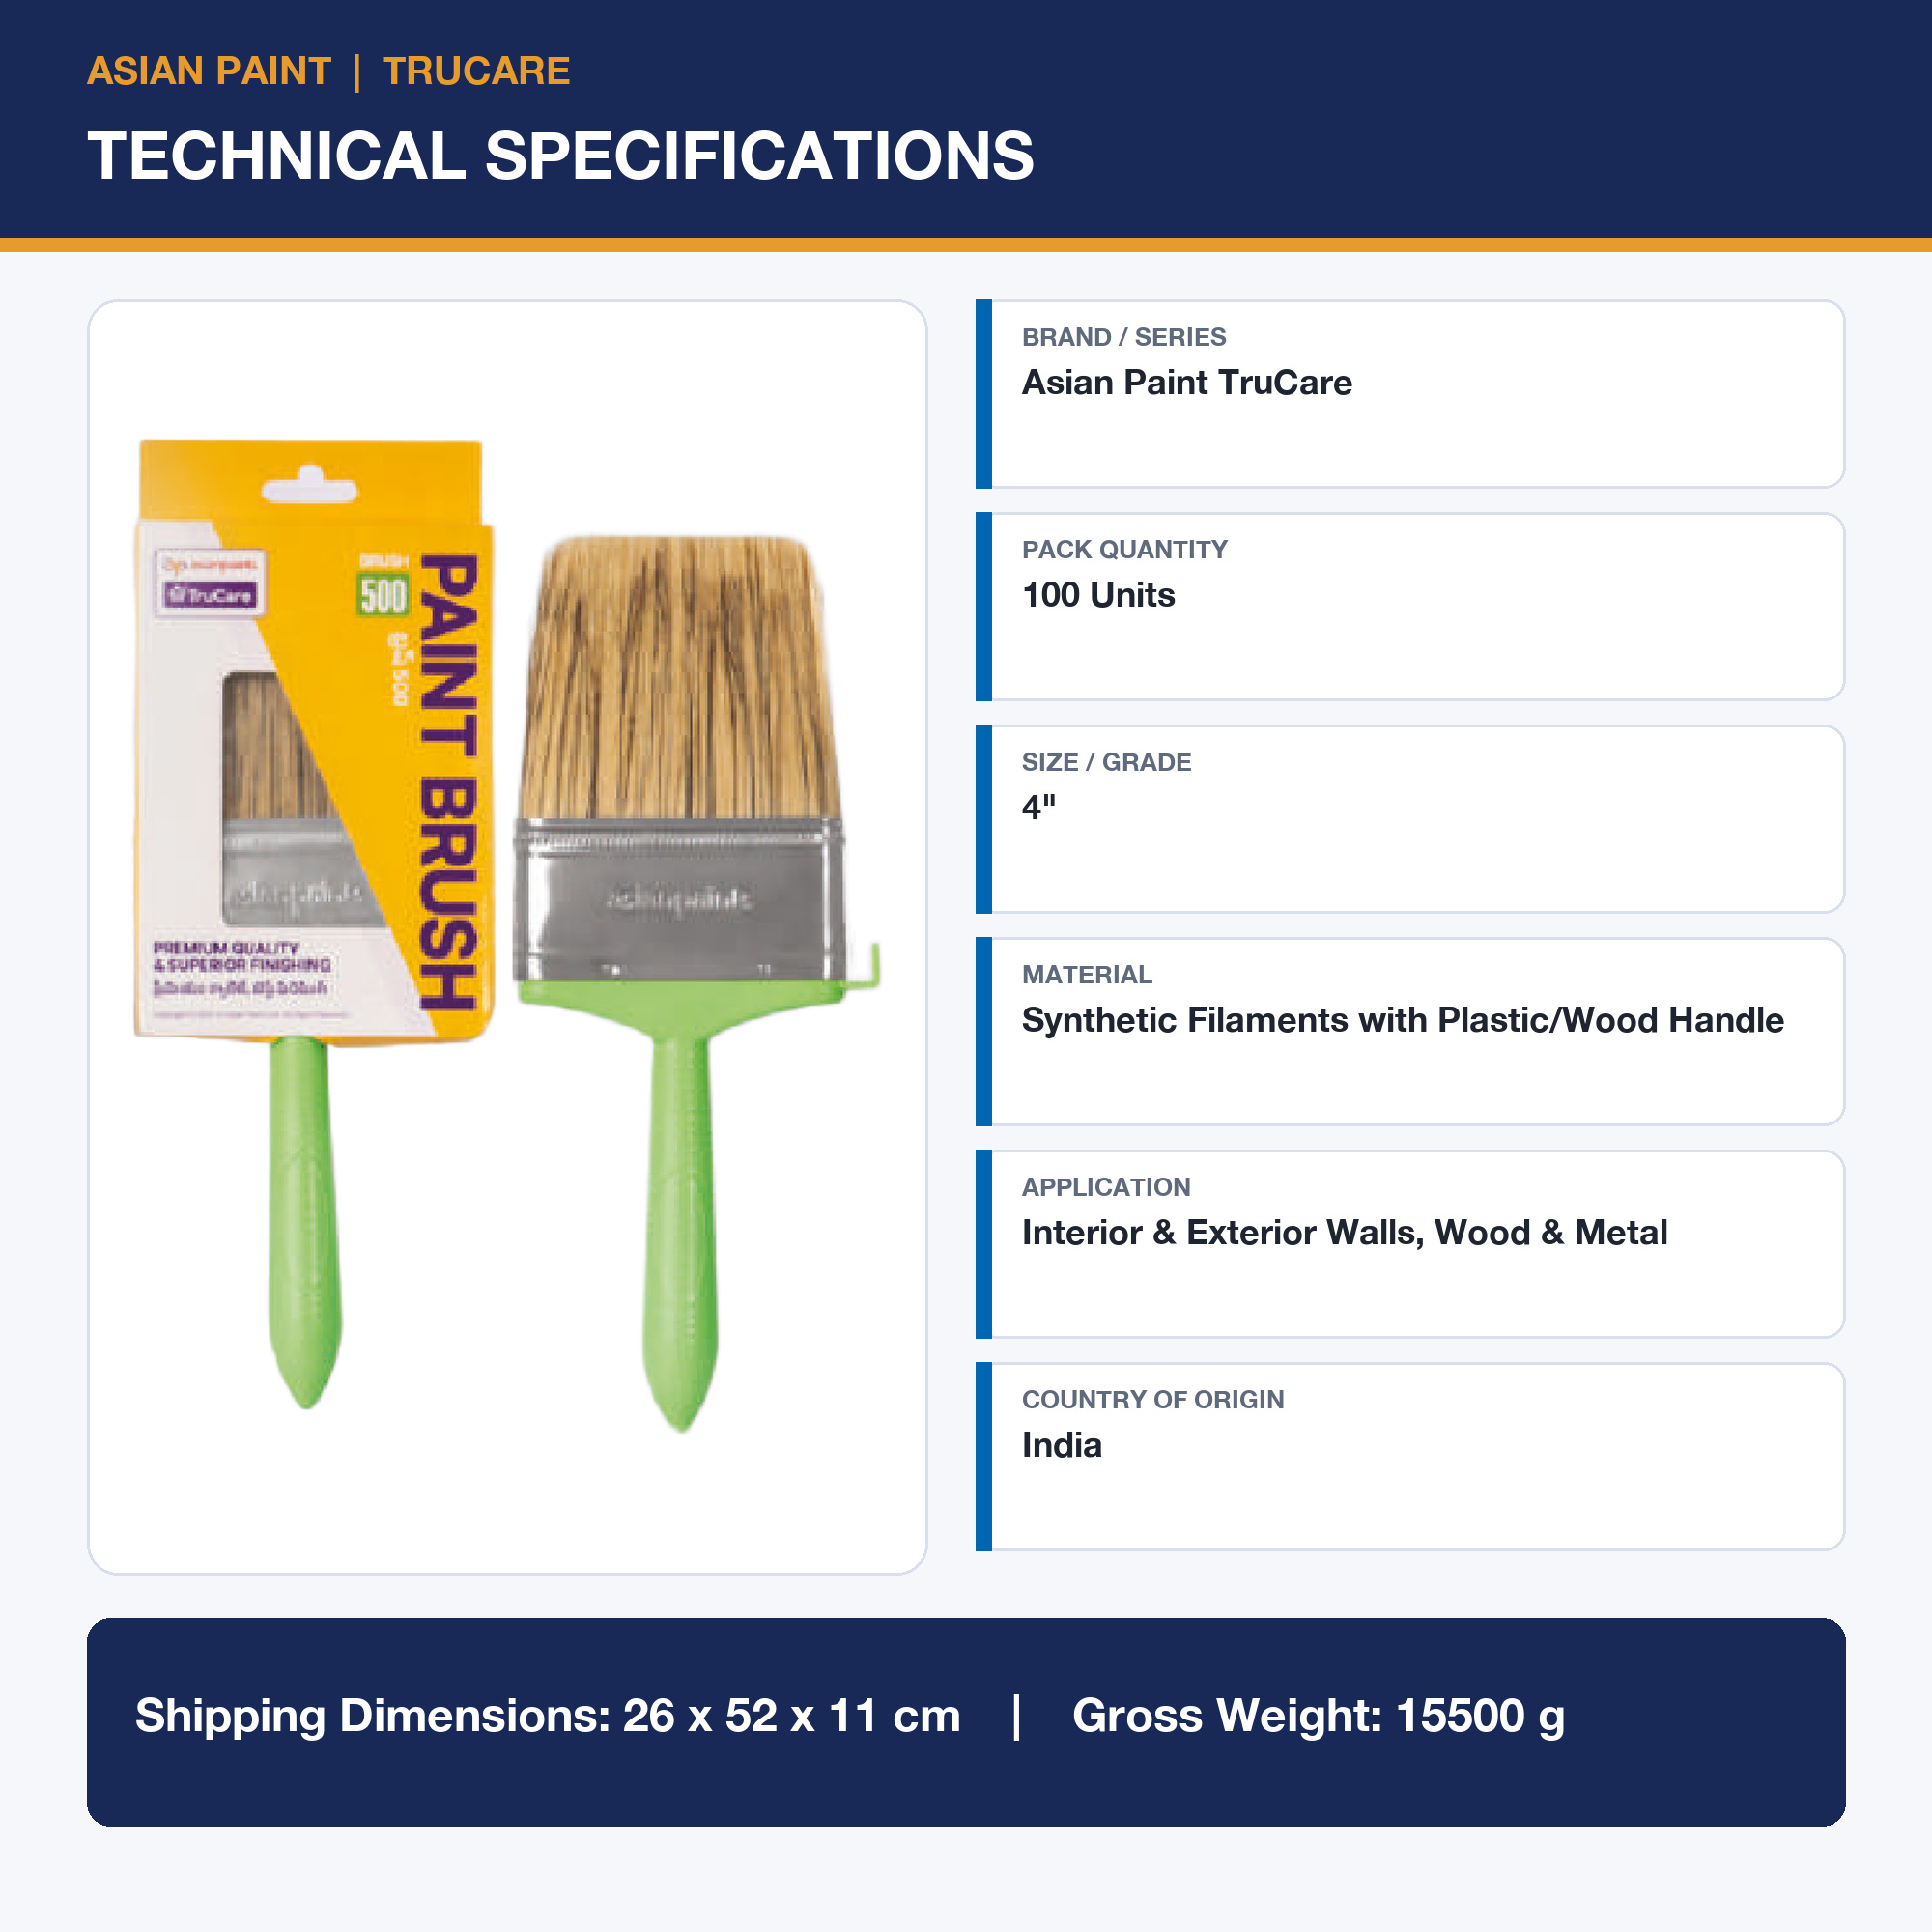 ASIAN PAINT | TRUCARE
TECHNICAL SPECIFICATIONS
TruCare
BRUSH
500
500
PAINT BRUSH
PREMIUM QUALITY
& SUPERIOR FINISHING
BRAND / SERIES
Asian Paint TruCare
PACK QUANTITY
100 Units
SIZE / GRADE
4"
MATERIAL
Synthetic Filaments with Plastic/Wood Handle
APPLICATION
Interior & Exterior Walls, Wood & Metal
COUNTRY OF ORIGIN
India
Shipping Dimensions: 26 x 52 x 11 cm | Gross Weight: 15500 g